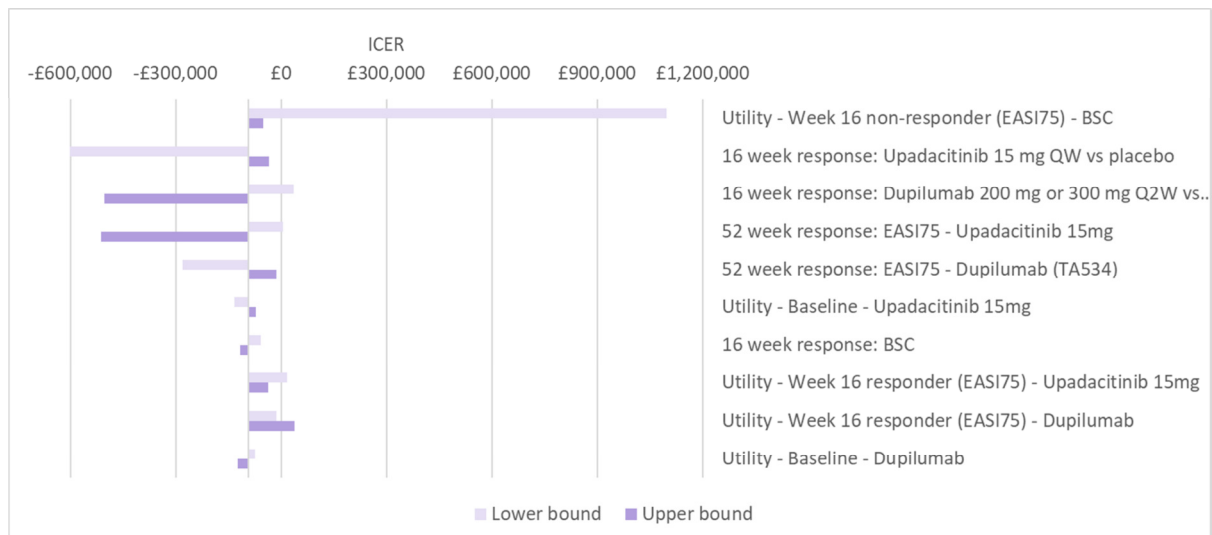 ICER
-£600,000 -£300,000 £0 £300,000 £600,000 £900,000 £1,200,000
Utility - Week 16 non-responder (EASI75) - BSC
16 week response: Upadacitinib 15 mg QW vs placebo
16 week response: Dupilumab 200 mg or 300 mg Q2W vs..
52 week response: EASI75 - Upadacitinib 15mg
52 week response: EASI75 - Dupilumab (TA534)
Utility - Baseline - Upadacitinib 15mg
16 week response: BSC
Utility - Week 16 responder (EASI75) - Upadacitinib 15mg
Utility - Week 16 responder (EASI75) - Dupilumab
Utility - Baseline - Dupilumab
Lower bound Upper bound